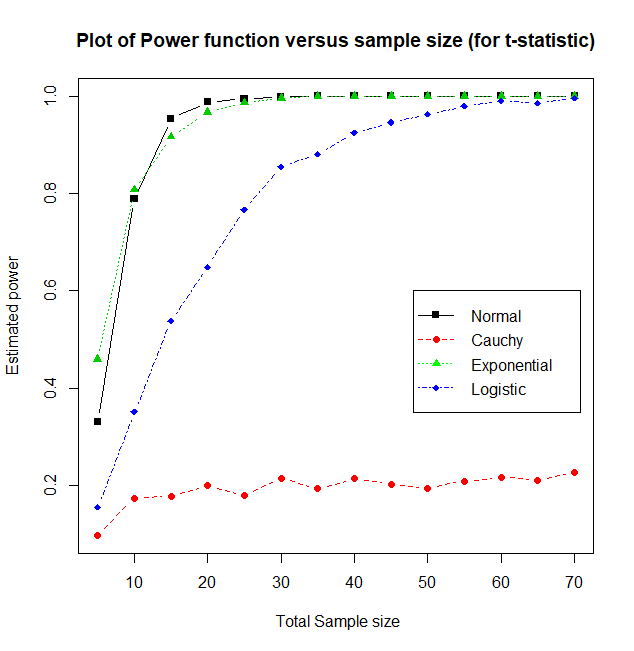 Plot of Power function versus sample size (for t-statistic)
Estimated power
1.0
0.8
0.6
0.4
0.2
Normal
Cauchy
Exponential
Logistic
10 20 30 40 50 60 70
Total Sample size